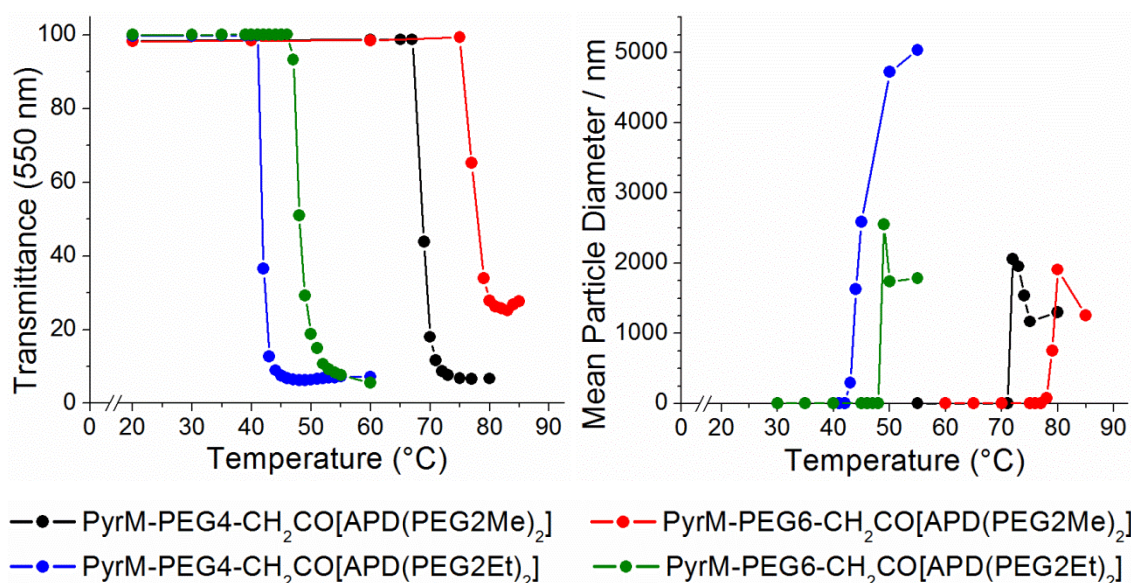 Transmittance (550 nm)
100
80
60
40
20
0
0 20 30 40 50 60 70 80 90
Temperature (°C)
Mean Particle Diameter / nm
5000
4000
3000
2000
1000
0
0 20 30 40 50 60 70 80 90
Temperature (°C)
PyrM-PEG4-CH₂CO[APD(PEG2Me)₂]
PyrM-PEG6-CH₂CO[APD(PEG2Me)₂]
PyrM-PEG4-CH₂CO[APD(PEG2Et)₂]
PyrM-PEG6-CH₂CO[APD(PEG2Et)₂]